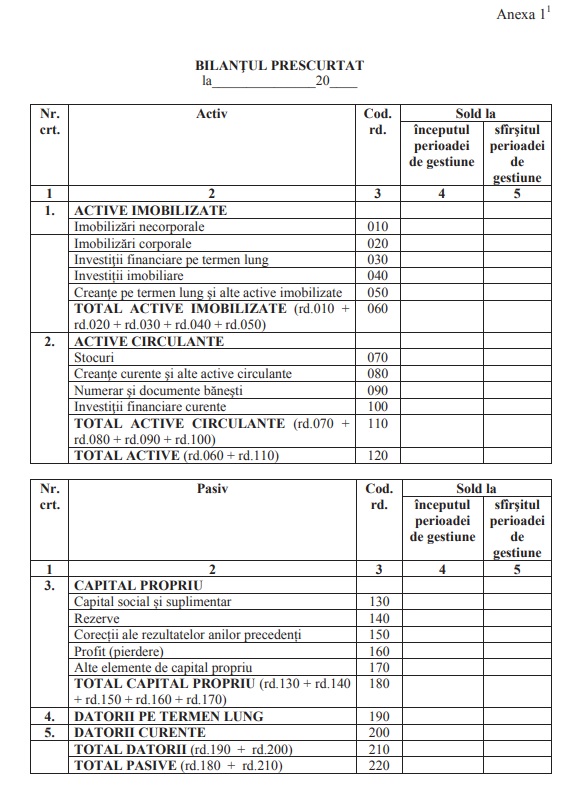 Anexa 1¹
BILANŢUL PRESCURTAT
la_______________20____
Nr. crt. Activ Cod. rd. Sold la
începutul perioadei de gestiune sfîrşitul perioadei de gestiune
1 2 3 4 5
1. ACTIVE IMOBILIZATE
Imobilizări necorporale 010
Imobilizări corporale 020
Investiţii financiare pe termen lung 030
Investiţii imobiliare 040
Creanţe pe termen lung şi alte active imobilizate 050
TOTAL ACTIVE IMOBILIZATE (rd.010 + 060
rd.020 + rd.030 + rd.040 + rd.050)
2. ACTIVE CIRCULANTE
Stocuri 070
Creanţe curente şi alte active circulante 080
Numerar şi documente băneşti 090
Investiţii financiare curente 100
TOTAL ACTIVE CIRCULANTE (rd.070 + 110
rd.080 + rd.090 + rd.100)
TOTAL ACTIVE (rd.060 + rd.110) 120
Nr. crt. Pasiv Cod. rd. Sold la
începutul perioadei de gestiune sfîrşitul perioadei de gestiune
1 2 3 4 5
3. CAPITAL PROPRIU
Capital social şi suplimentar 130
Rezerve 140
Corecţii ale rezultatelor anilor precedenţi 150
Profit (pierdere) 160
Alte elemente de capital propriu 170
TOTAL CAPITAL PROPRIU (rd.130 + rd.140 180
+ rd.150 + rd.160 + rd.170)
4. DATORII PE TERMEN LUNG 190
5. DATORII CURENTE 200
TOTAL DATORII (rd.190 + rd.200) 210
TOTAL PASIVE (rd.180 + rd.210) 220